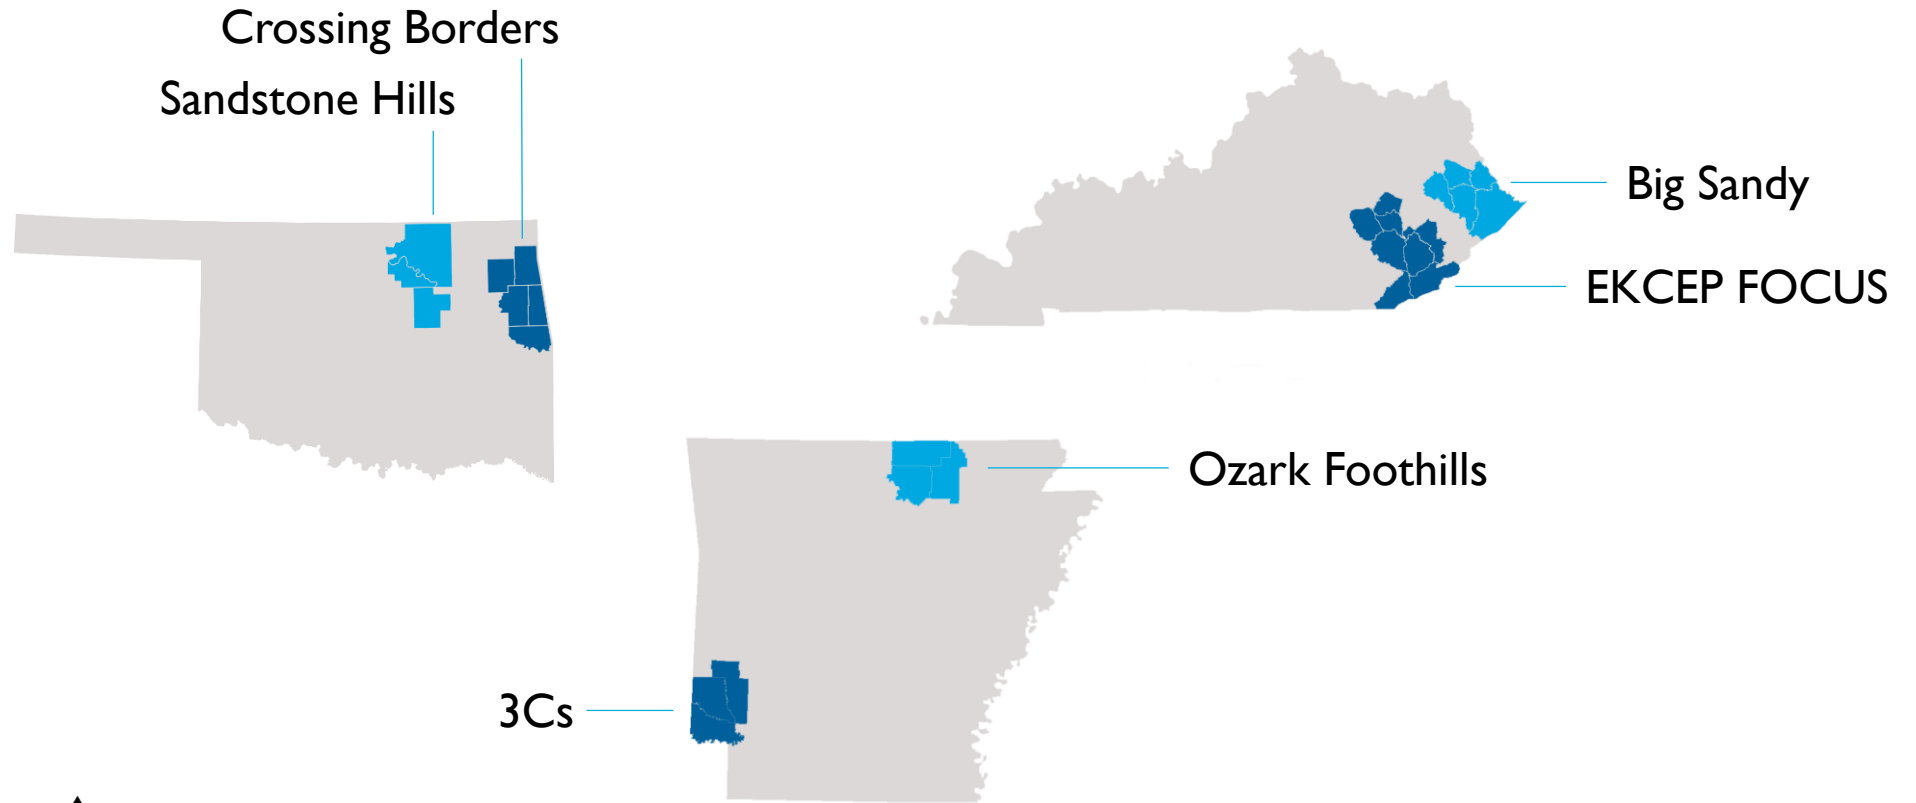 Crossing Borders
Sandstone Hills
Big Sandy
EKCEP FOCUS
Ozark Foothills
3Cs